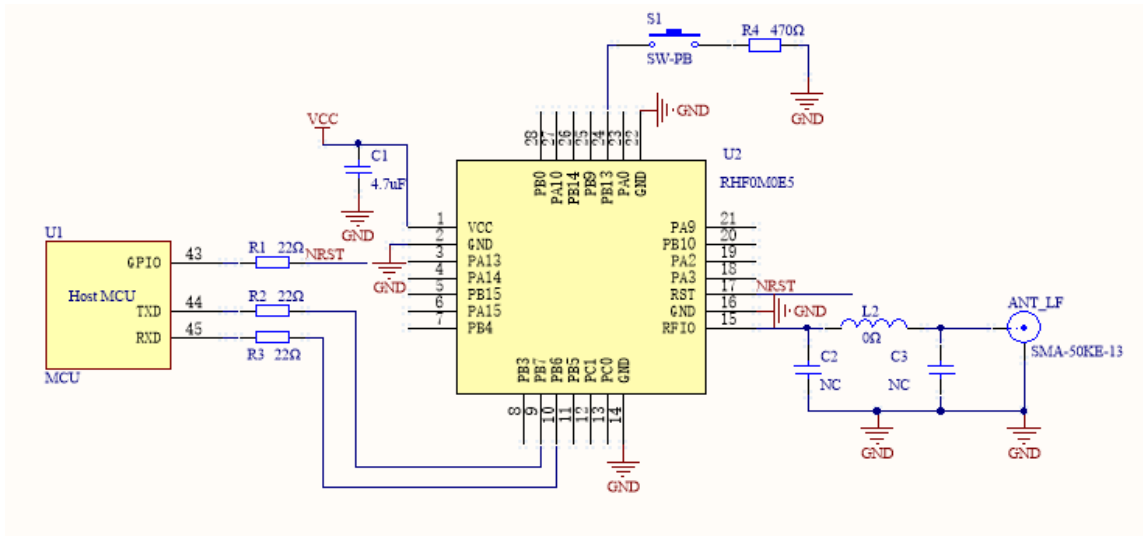 S1
SW-PB
R4 470Ω
GND
GND
VCC
C1
4.7uF
GND
28 27 26 25 24 23 22
PB0 PA10 PB14 PB9 PB13 PA0 GND
U2
RHF0M0E5
1 VCC
2 GND
3 PA13
4 PA14
5 PB15
6 PA15
7 PB4
GND
PA9 21
PB10 20
PA2 19
PA3 18
RST 17
GND 16
RFIO 15
NRST
GND
U1
GPIO 43
Host MCU
TXD 44
RXD 45
MCU
R1 22Ω
NRST
R2 22Ω
R3 22Ω
PB3 PB7 PB6 PB5 PC1 PC0 GND
8 9 10 11 12 13 14
GND
L2
0Ω
C2
NC
C3
NC
ANT_LF
SMA-50KE-13
GND
GND